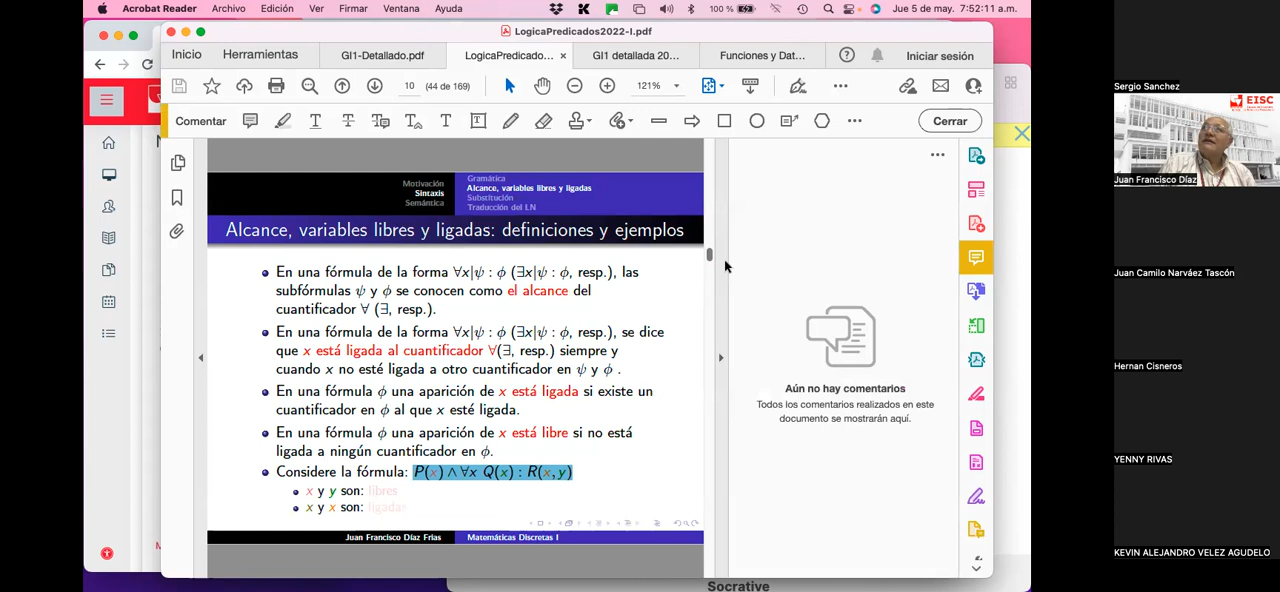 Acrobat Reader Archivo Edición Ver Firmar Ventana Ayuda 100 % Jue 5 de may. 7:52:11 a.m.
LogicaPredicados2022-I.pdf
Inicio Herramientas GI1-Detallado.pdf LogicaPredicado... × GI1 detallada 20... Funciones y Dat... Iniciar sesión
10 (44 de 169) 121%
Comentar Cerrar
Motivación
Sintaxis
Semántica
Gramática
Alcance, variables libres y ligadas
Substitución
Traducción del LN
Alcance, variables libres y ligadas: definiciones y ejemplos
En una fórmula de la forma ∀x|ψ : ϕ (∃x|ψ : ϕ, resp.), las
subfórmulas ψ y ϕ se conocen como el alcance del
cuantificador ∀ (∃, resp.).
En una fórmula de la forma ∀x|ψ : ϕ (∃x|ψ : ϕ, resp.), se dice
que x está ligada al cuantificador ∀(∃, resp.) siempre y
cuando x no esté ligada a otro cuantificador en ψ y ϕ .
En una fórmula ϕ una aparición de x está ligada si existe un
cuantificador en ϕ al que x esté ligada.
En una fórmula ϕ una aparición de x está libre si no está
ligada a ningún cuantificador en ϕ.
Considere la fórmula: P(x) ∧ ∀x Q(x) : R(x, y)
x y y son: libres
x y x son: ligadas
Juan Francisco Díaz Frias Matemáticas Discretas I
Aún no hay comentarios
Todos los comentarios realizados en este
documento se mostrarán aquí.
Socrative
Sergio Sanchez
EISC
Juan Francisco Díaz
Juan Camilo Narváez Tascón
Hernan Cisneros
YENNY RIVAS
KEVIN ALEJANDRO VELEZ AGUDELO